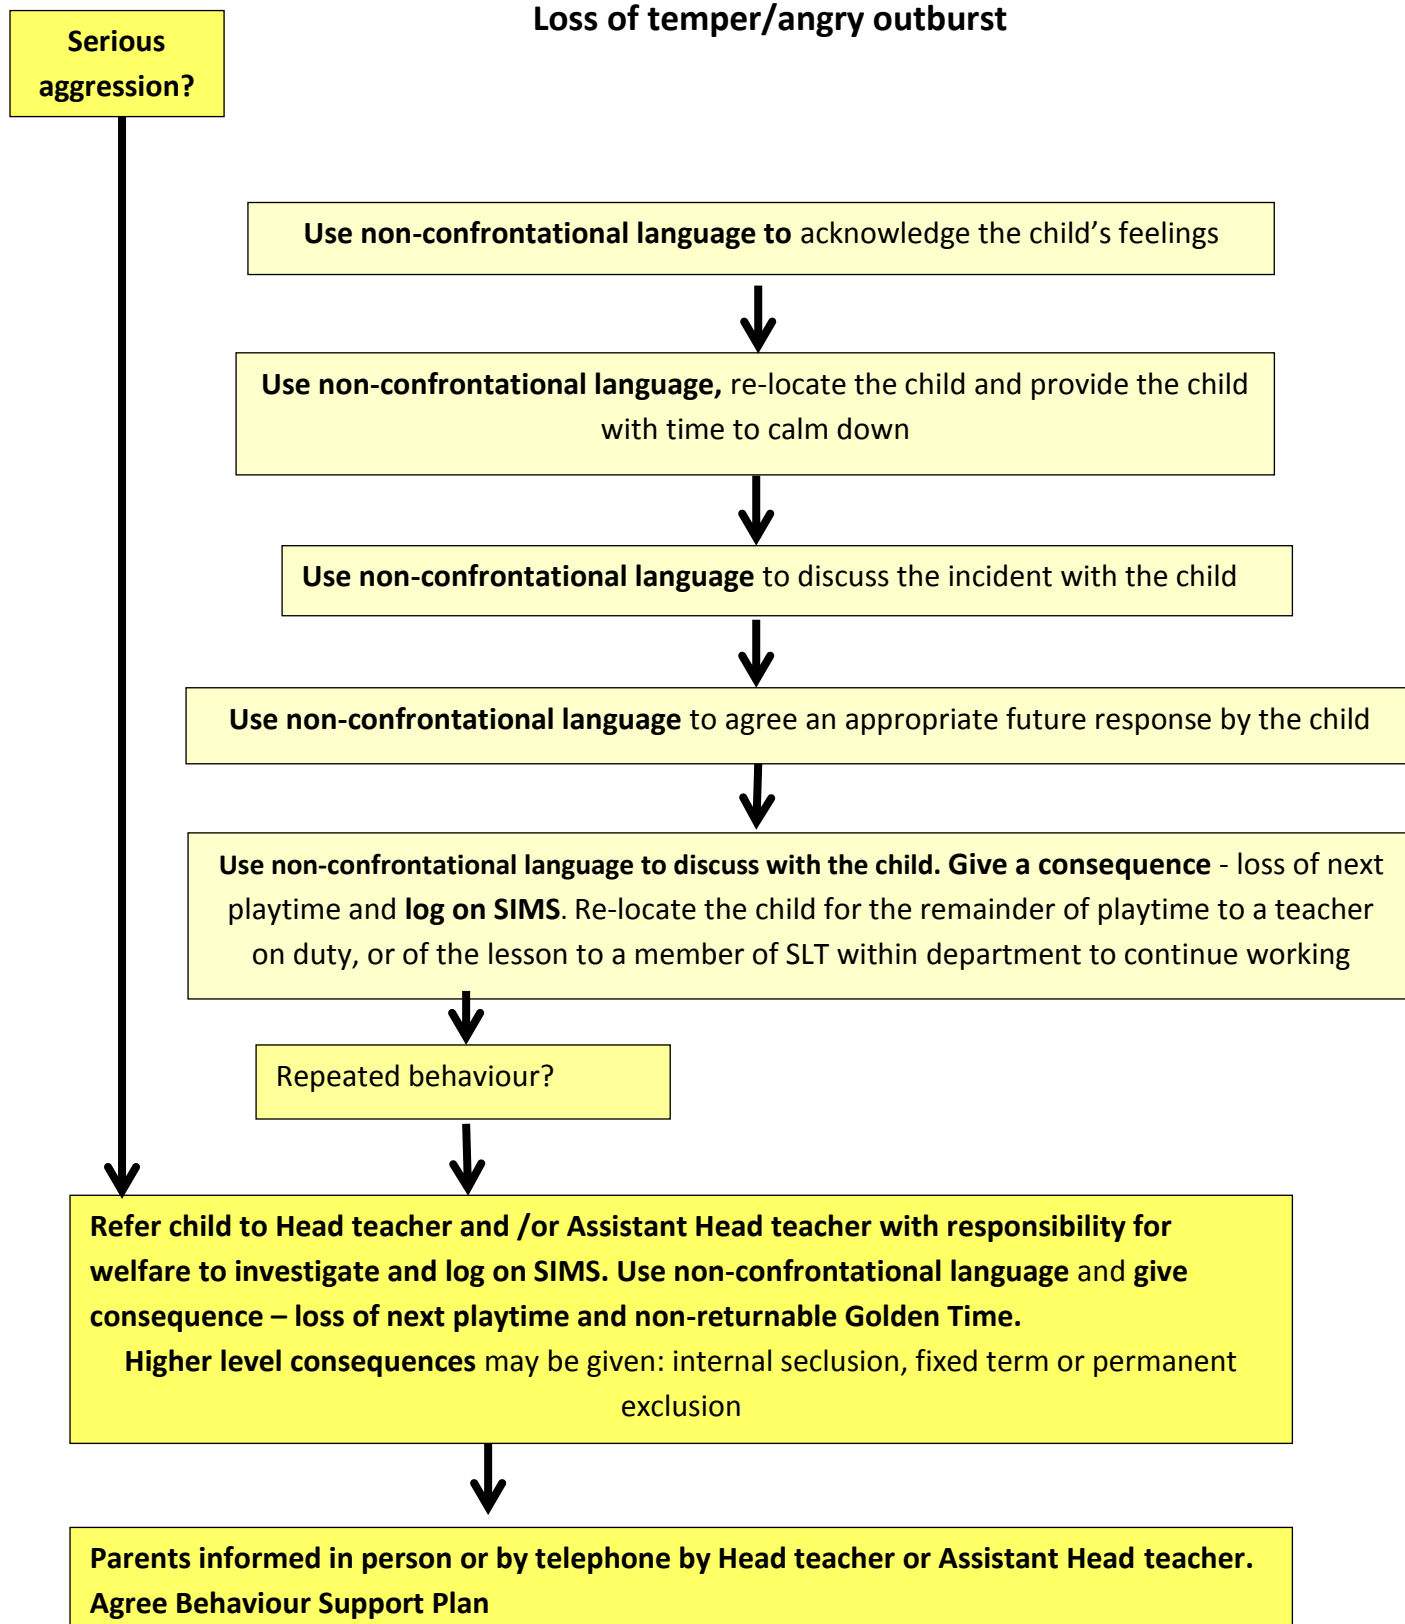 Loss of temper/angry outburst
Serious
aggression?
Use non-confrontational language to acknowledge the child’s feelings
Use non-confrontational language, re-locate the child and provide the child
with time to calm down
Use non-confrontational language to discuss the incident with the child
Use non-confrontational language to agree an appropriate future response by the child
Use non-confrontational language to discuss with the child. Give a consequence - loss of next
playtime and log on SIMS. Re-locate the child for the remainder of playtime to a teacher
on duty, or of the lesson to a member of SLT within department to continue working
Repeated behaviour?
Refer child to Head teacher and /or Assistant Head teacher with responsibility for
welfare to investigate and log on SIMS. Use non-confrontational language and give
consequence – loss of next playtime and non-returnable Golden Time.
Higher level consequences may be given: internal seclusion, fixed term or permanent
exclusion
Parents informed in person or by telephone by Head teacher or Assistant Head teacher.
Agree Behaviour Support Plan